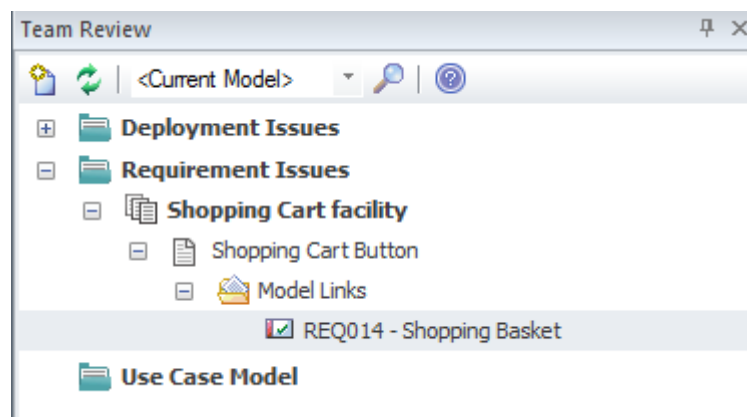 Team Review
<Current Model>
Deployment Issues
Requirement Issues
Shopping Cart facility
Shopping Cart Button
Model Links
REQ014 - Shopping Basket
Use Case Model